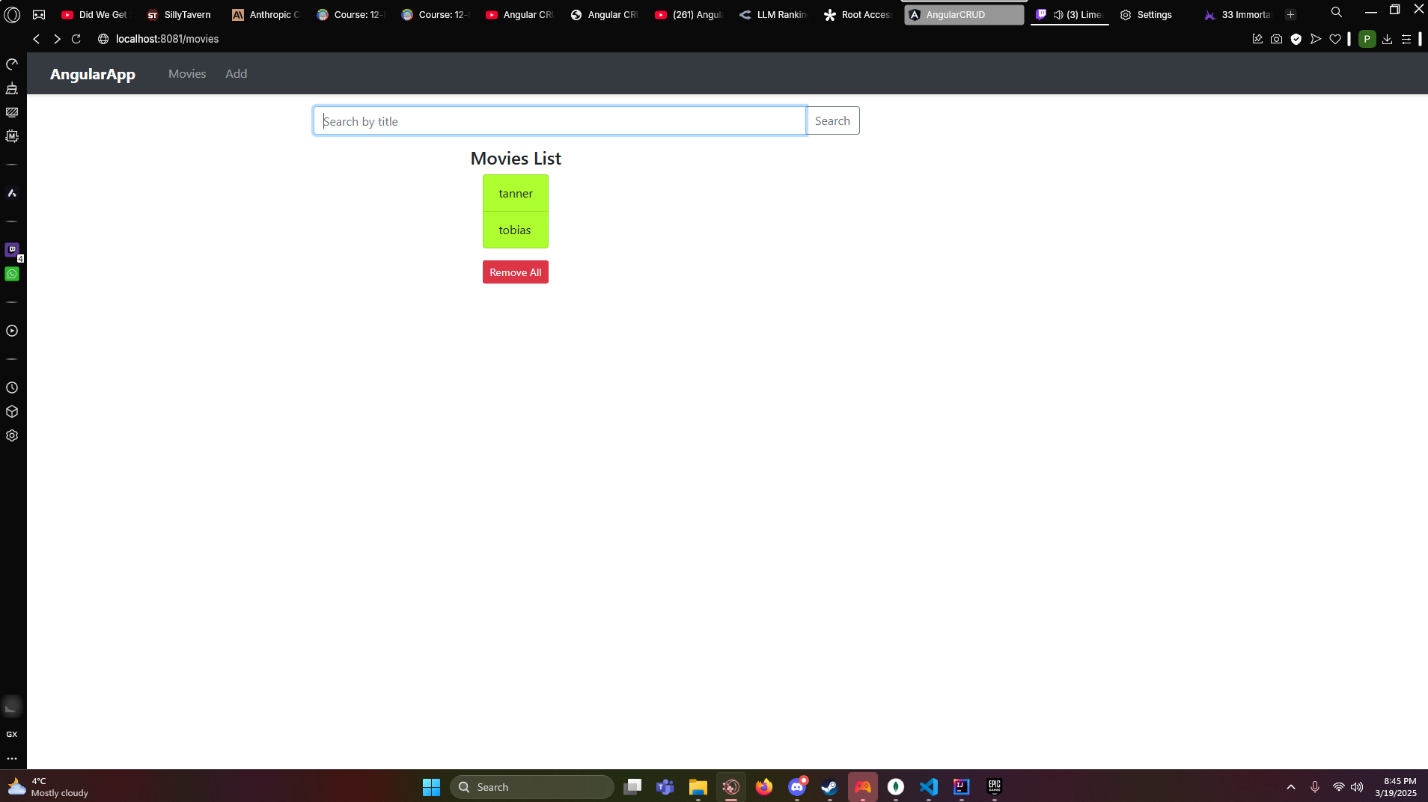 Did We Get
SillyTavern
Anthropic C
Course: 12-
Course: 12-
Angular CR
Angular CR
(261) Angul
LLM Rankin
Root Acces
AngularCRUD
(3) Lime
Settings
33 Immorta
localhost:8081/movies
P
AngularApp Movies Add
Search by title Search
Movies List
tanner
tobias
Remove All
4
GX
4°C
Mostly cloudy
Search
EPIC
8:45 PM
3/19/2025